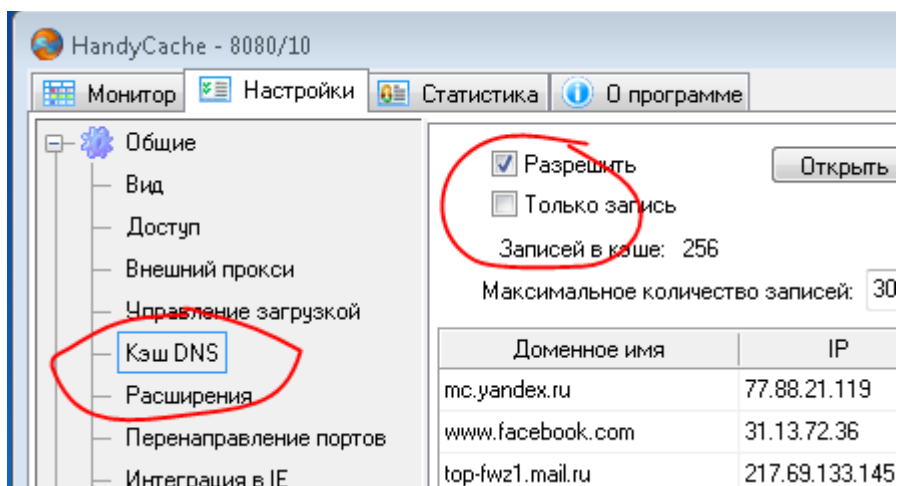 HandyCache - 8080/10
Монитор Настройки Статистика О программе
Общие
Вид
Доступ
Внешний прокси
Управление загрузкой
Кэш DNS
Расширения
Перенаправление портов
Интеграция в IE
Разрешить Открыть
Только запись
Записей в кэше: 256
Максимальное количество записей: 30
Доменное имя IP
mc.yandex.ru 77.88.21.119
www.facebook.com 31.13.72.36
top-fwz1.mail.ru 217.69.133.145